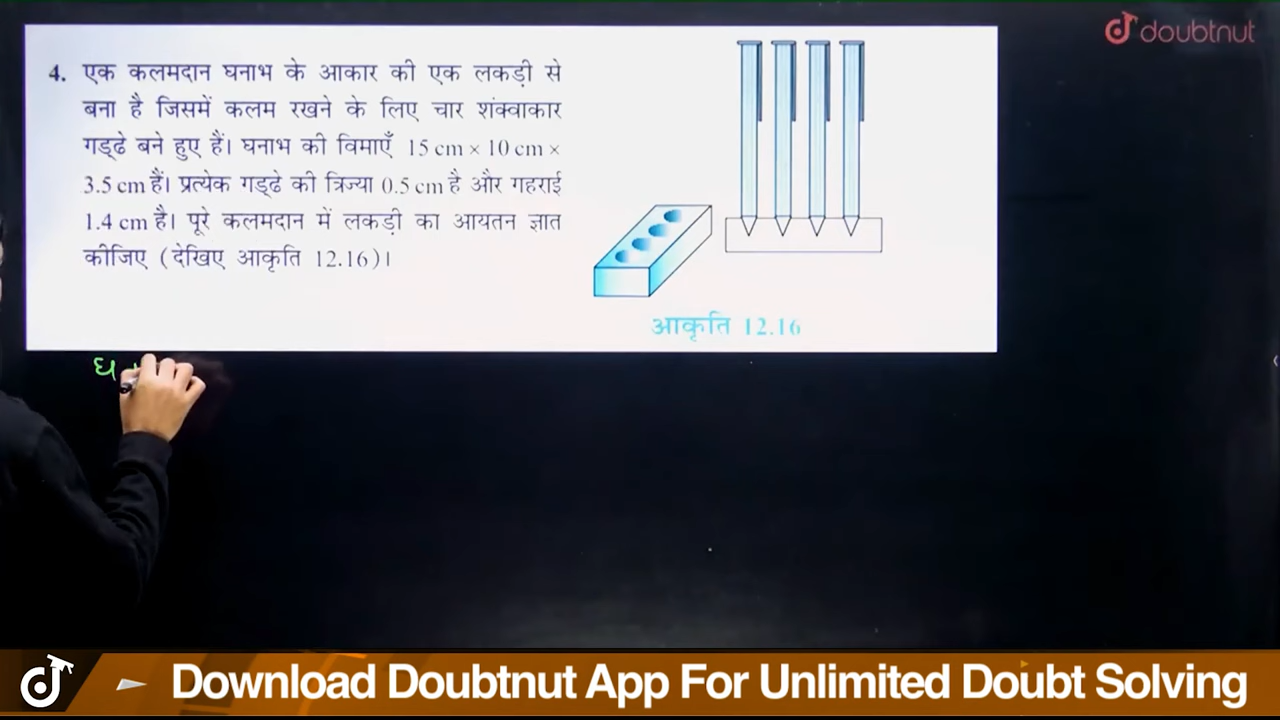 doubtnut
4. एक कलमदान घनाभ के आकार की एक लकड़ी से
बना है जिसमें कलम रखने के लिए चार शंक्वाकार
गड्ढे बने हुए हैं। घनाभ की विमाएँ 15 cm × 10 cm ×
3.5 cm हैं। प्रत्येक गड्ढे की त्रिज्या 0.5 cm है और गहराई
1.4 cm है। पूरे कलमदान में लकड़ी का आयतन ज्ञात
कीजिए (देखिए आकृति 12.16)।
आकृति 12.16
घ
Download Doubtnut App For Unlimited Doubt Solving